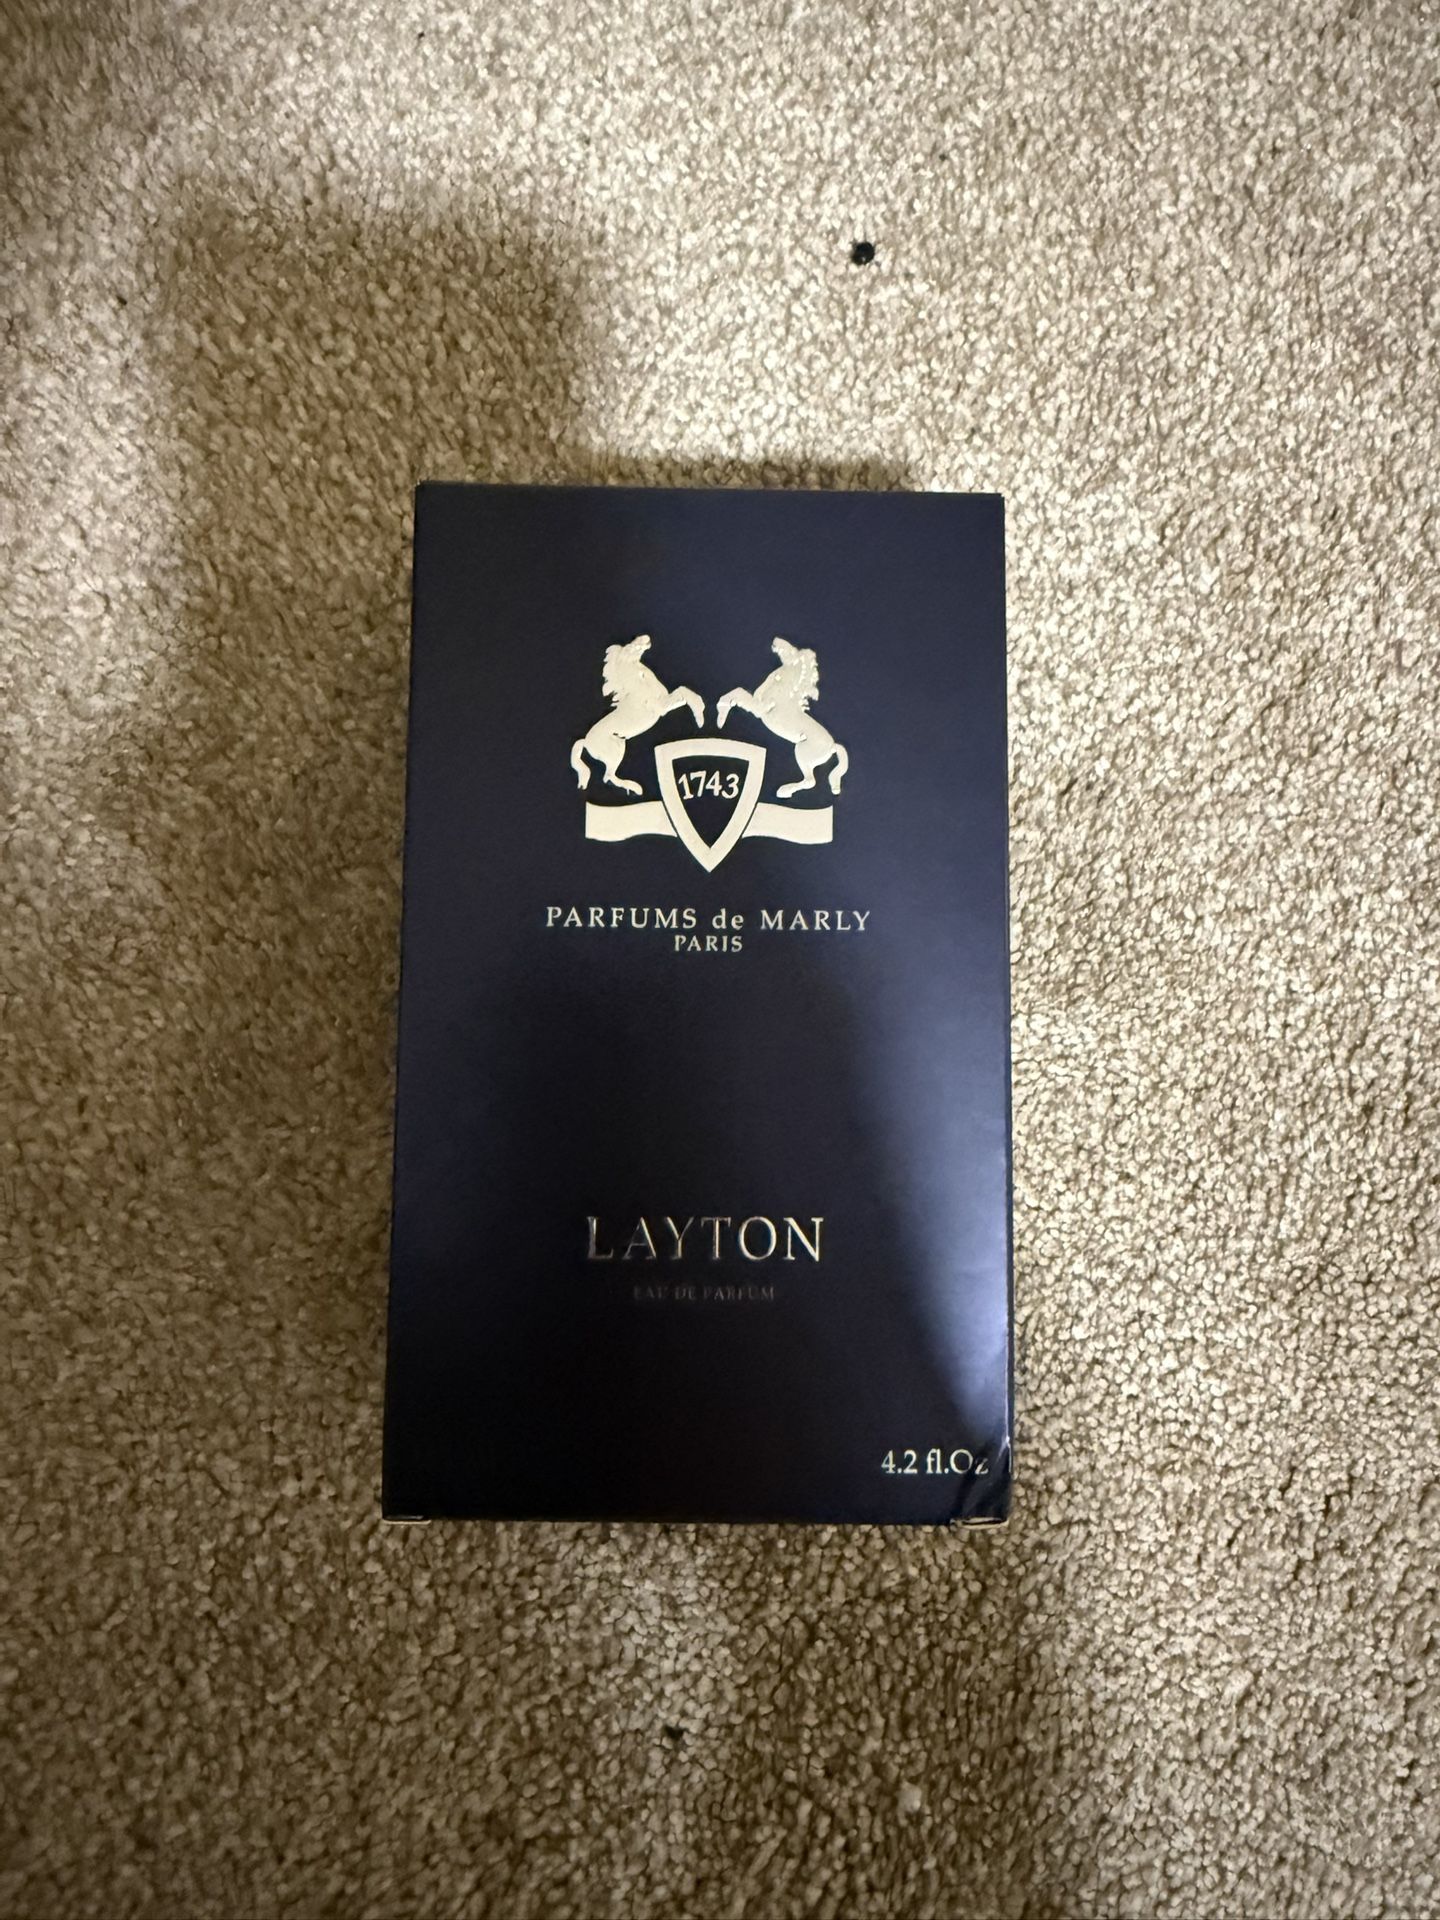 1743
PARFUMS de MARLY
PARIS
LAYTON
EAU DE PARFUM
4.2 fl.Oz